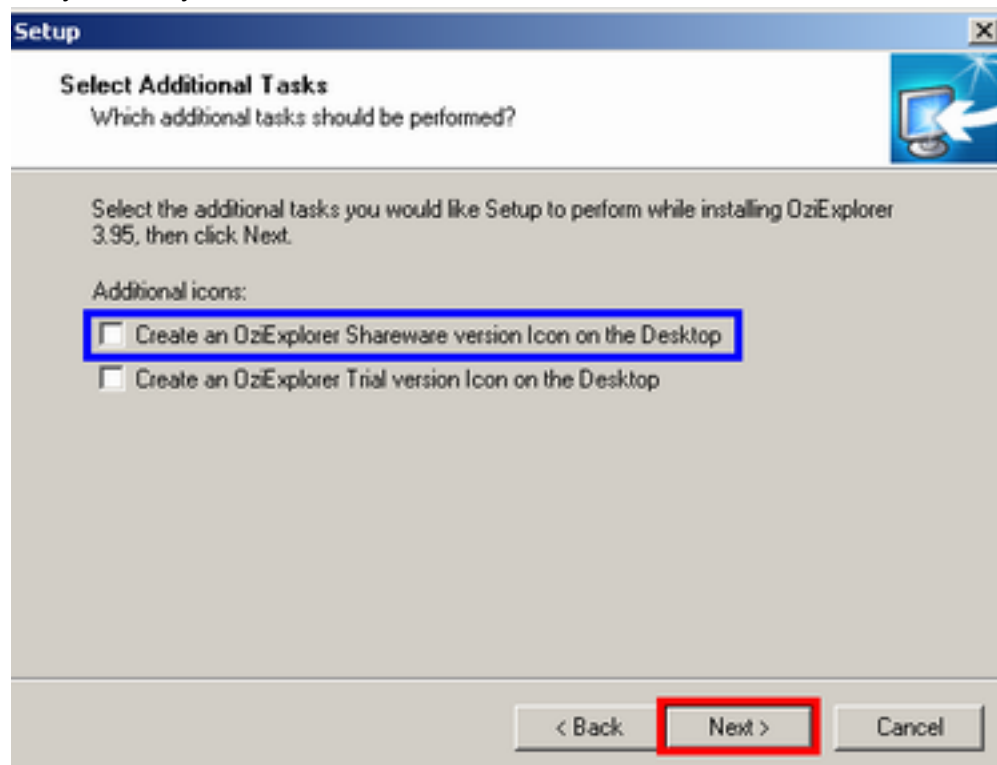 Setup
Select Additional Tasks
Which additional tasks should be performed?
Select the additional tasks you would like Setup to perform while installing OziExplorer
3.95, then click Next.
Additional icons:
Create an OziExplorer Shareware version Icon on the Desktop
Create an OziExplorer Trial version Icon on the Desktop
< Back Next > Cancel